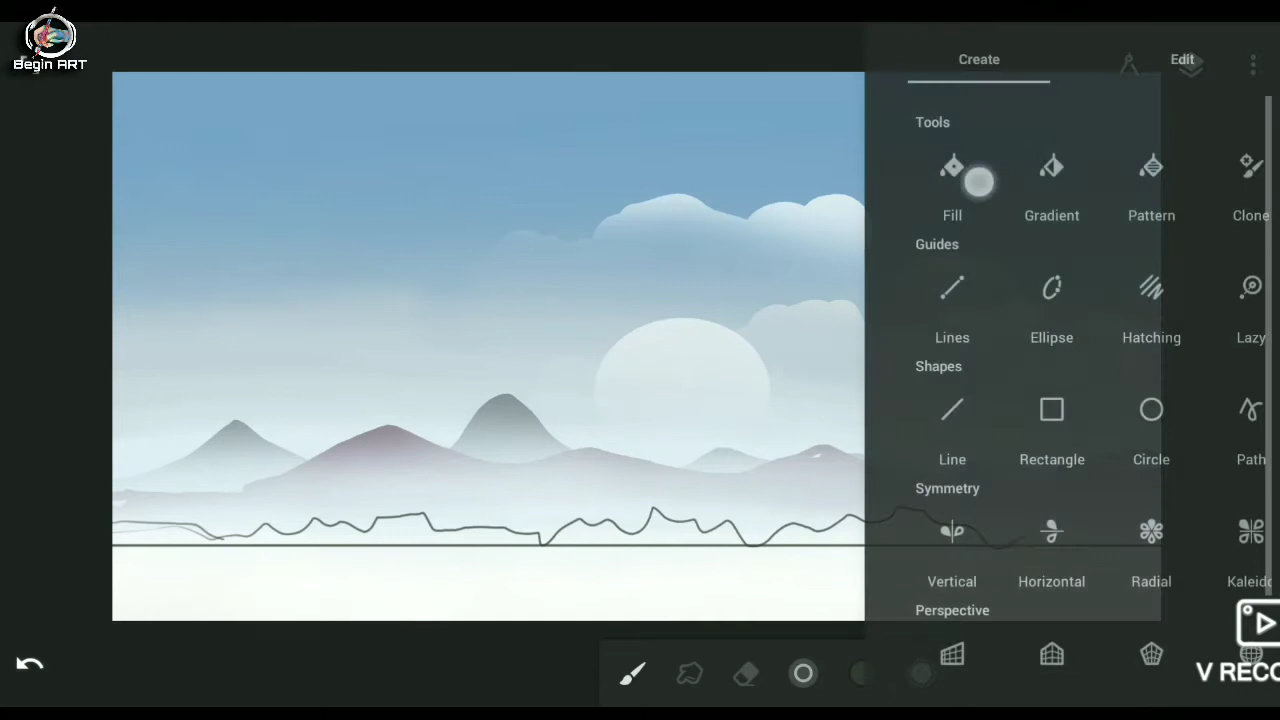 Begin ART
Create Edit
Tools
Fill Gradient Pattern Clone
Guides
Lines Ellipse Hatching Lazy
Shapes
Line Rectangle Circle Path
Symmetry
Vertical Horizontal Radial Kaleid
Perspective
V RECO